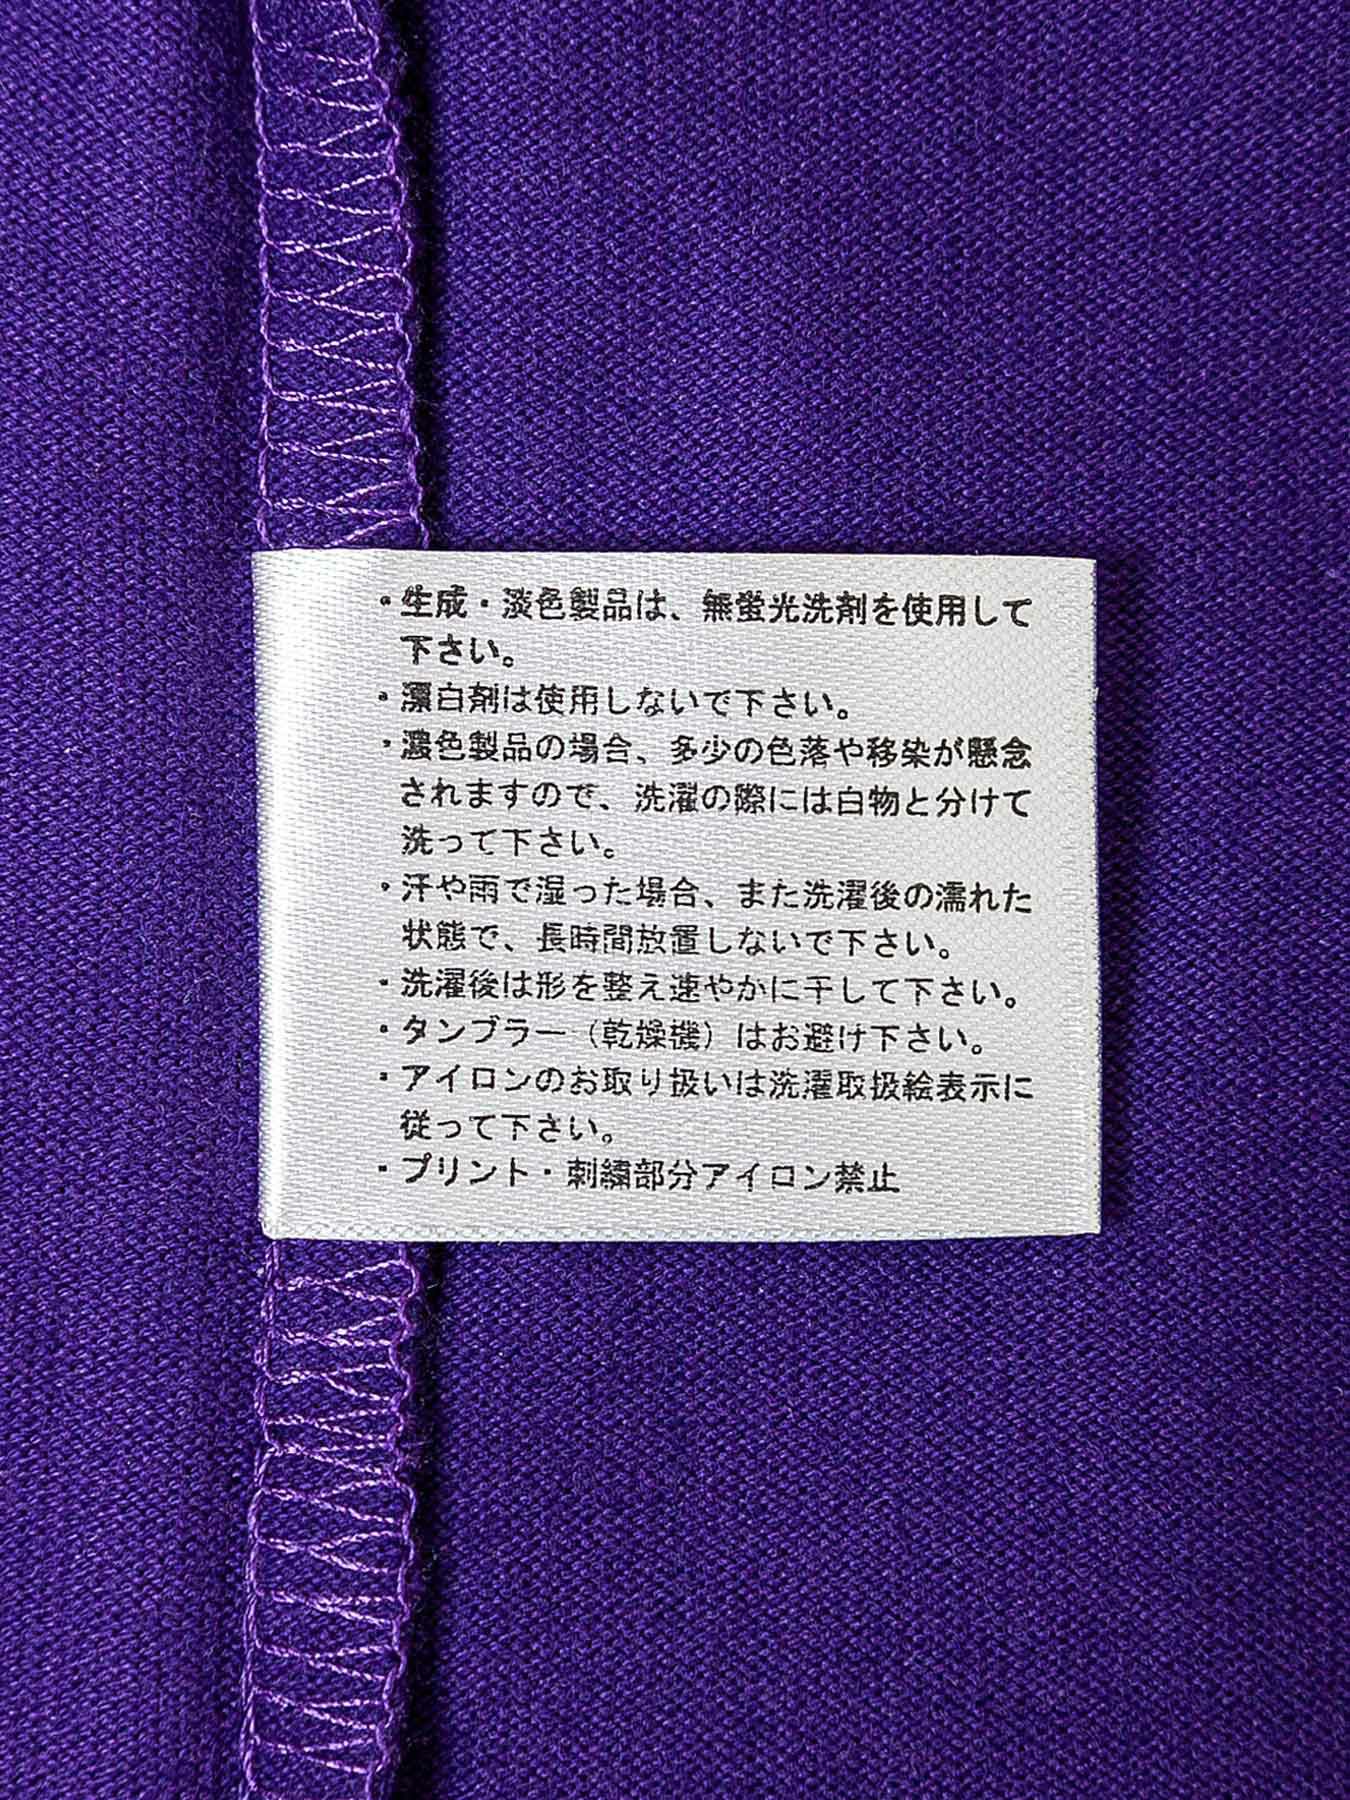 ・生成・淡色製品は、無蛍光洗剤を使用して
下さい。
・漂白剤は使用しないで下さい。
・濃色製品の場合、多少の色落や移染が懸念
されますので、洗濯の際には白物と分けて
洗って下さい。
・汗や雨で湿った場合、また洗濯後の濡れた
状態で、長時間放置しないで下さい。
・洗濯後は形を整え速やかに干して下さい。
・タンブラー（乾燥機）はお避け下さい。
・アイロンのお取り扱いは洗濯取扱絵表示に
従って下さい。
・プリント・刺繍部分アイロン禁止